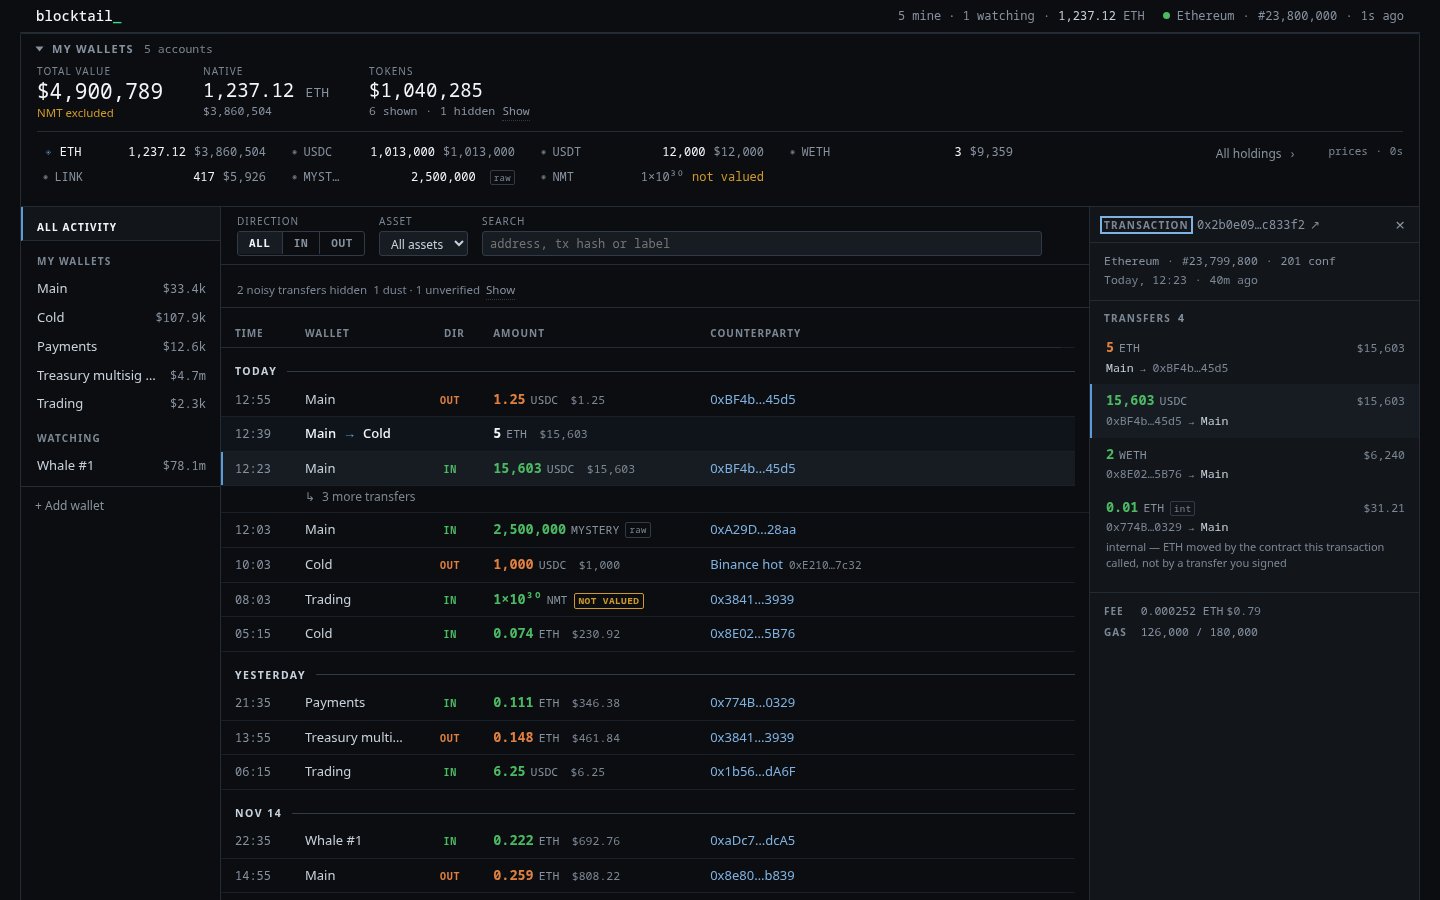 blocktail_
5 mine · 1 watching · 1,237.12 ETH Ethereum · #23,800,000 · 1s ago
MY WALLETS 5 accounts
TOTAL VALUE NATIVE TOKENS
$4,900,789 1,237.12 ETH $1,040,285
NMT excluded $3,860,504 6 shown · 1 hidden Show
ETH 1,237.12 $3,860,504 USDC 1,013,000 $1,013,000 USDT 12,000 $12,000 WETH 3 $9,359 All holdings › prices · 0s
LINK 417 $5,926 MYST… 2,500,000 raw NMT 1×10³⁰ not valued
ALL ACTIVITY
MY WALLETS
Main $33.4k
Cold $107.9k
Payments $12.6k
Treasury multisig ... $4.7m
Trading $2.3k
WATCHING
Whale #1 $78.1m
+ Add wallet
DIRECTION ASSET SEARCH
ALL IN OUT All assets address, tx hash or label
2 noisy transfers hidden 1 dust · 1 unverified Show
TIME WALLET DIR AMOUNT COUNTERPARTY
TODAY
12:55 Main OUT 1.25 USDC $1.25 0xBF4b…45d5
12:39 Main → Cold 5 ETH $15,603
12:23 Main IN 15,603 USDC $15,603 0xBF4b…45d5
↳ 3 more transfers
12:03 Main IN 2,500,000 MYSTERY raw 0xA29D…28aa
10:03 Cold OUT 1,000 USDC $1,000 Binance hot 0xE210…7c32
08:03 Trading IN 1×10³⁰ NMT NOT VALUED 0x3841…3939
05:15 Cold IN 0.074 ETH $230.92 0x8E02…5B76
YESTERDAY
21:35 Payments IN 0.111 ETH $346.38 0x774B…0329
13:55 Treasury multi... OUT 0.148 ETH $461.84 0x3841…3939
06:15 Trading IN 6.25 USDC $6.25 0x1b56…dA6F
NOV 14
22:35 Whale #1 IN 0.222 ETH $692.76 0xaDc7…dcA5
14:55 Main OUT 0.259 ETH $808.22 0x8e80…b839
TRANSACTION 0x2b0e09…c833f2 ↗ ×
Ethereum · #23,799,800 · 201 conf
Today, 12:23 · 40m ago
TRANSFERS 4
5 ETH $15,603
Main → 0xBF4b…45d5
15,603 USDC $15,603
0xBF4b…45d5 → Main
2 WETH $6,240
0x8E02…5B76 → Main
0.01 ETH int $31.21
0x774B…0329 → Main
internal — ETH moved by the contract this transaction
called, not by a transfer you signed
FEE 0.000252 ETH $0.79
GAS 126,000 / 180,000